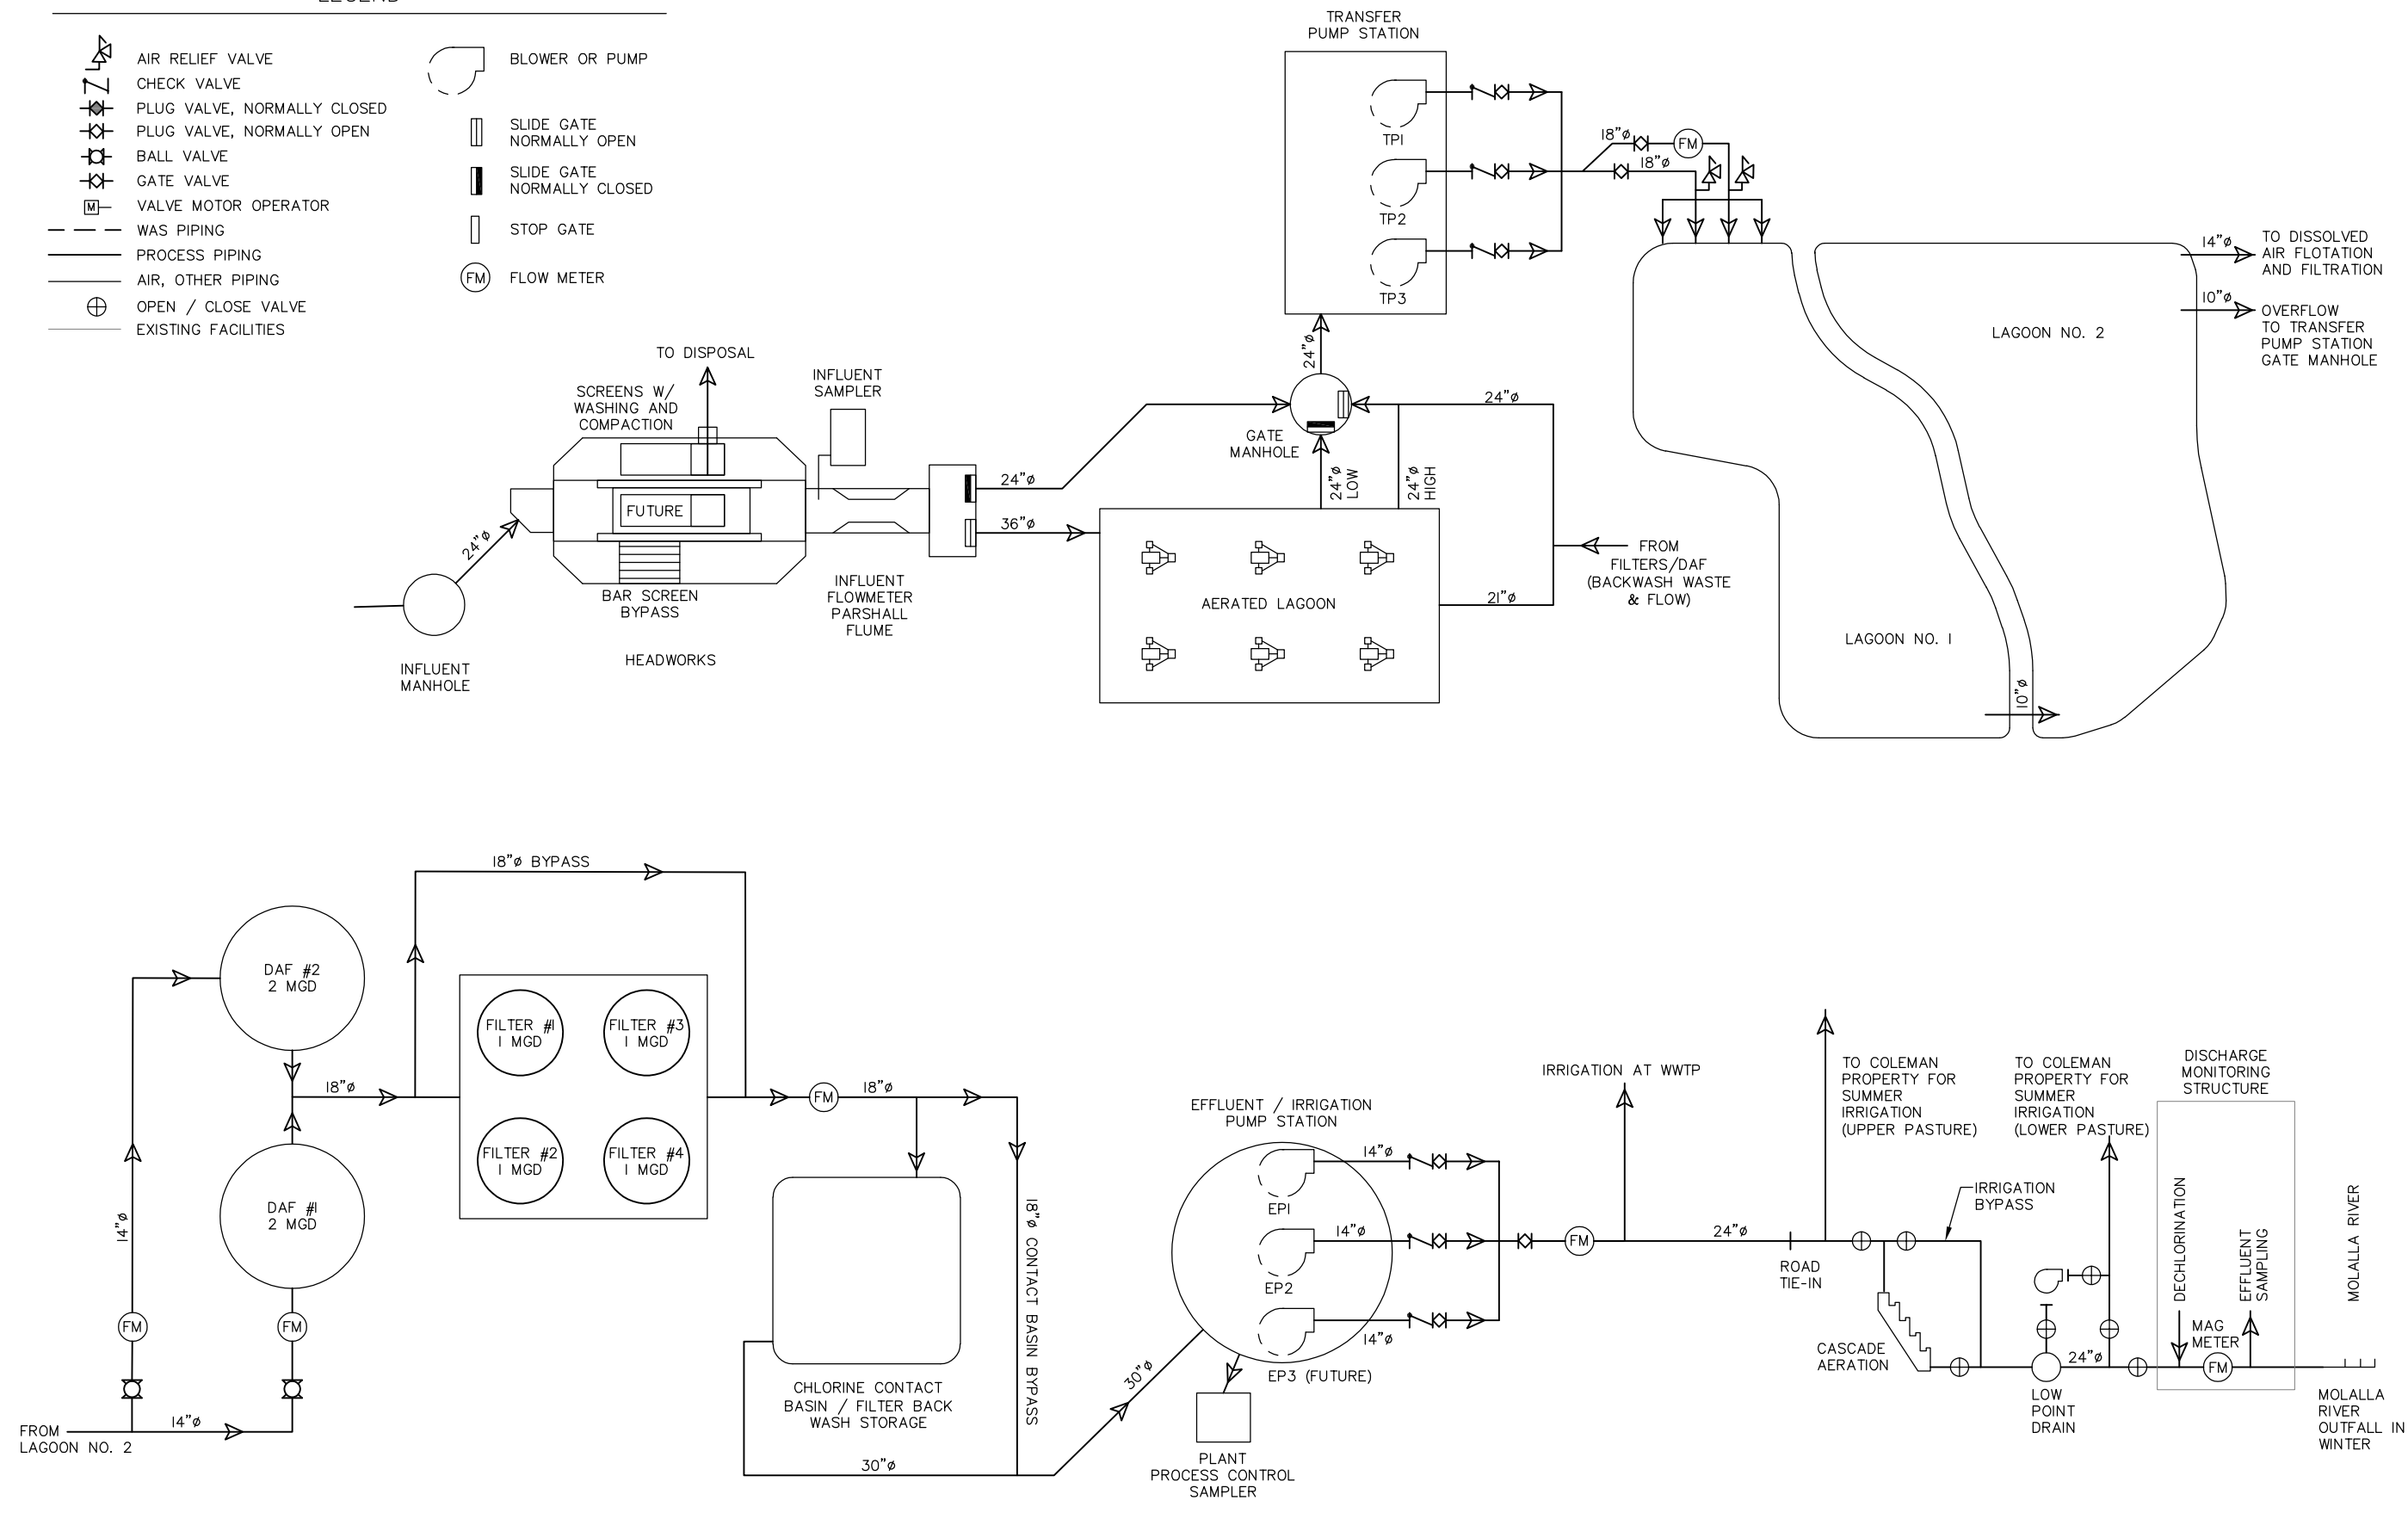 LEGEND
AIR RELIEF VALVE
CHECK VALVE
PLUG VALVE, NORMALLY CLOSED
PLUG VALVE, NORMALLY OPEN
BALL VALVE
GATE VALVE
M
VALVE MOTOR OPERATOR
WAS PIPING
PROCESS PIPING
AIR, OTHER PIPING
OPEN / CLOSE VALVE
EXISTING FACILITIES
BLOWER OR PUMP
SLIDE GATE
NORMALLY OPEN
SLIDE GATE
NORMALLY CLOSED
STOP GATE
FM
FLOW METER
TRANSFER
PUMP STATION
TP1
TP2
TP3
18"ø
FM
18"ø
14"ø
TO DISSOLVED
AIR FLOTATION
AND FILTRATION
10"ø
OVERFLOW
TO TRANSFER
PUMP STATION
GATE MANHOLE
LAGOON NO. 2
LAGOON NO. 1
10"ø
TO DISPOSAL
SCREENS W/
WASHING AND
COMPACTION
INFLUENT
SAMPLER
FUTURE
24"ø
BAR SCREEN
BYPASS
HEADWORKS
INFLUENT
MANHOLE
INFLUENT
FLOWMETER
PARSHALL
FLUME
24"ø
36"ø
24"ø
GATE
MANHOLE
24"ø
LOW
24"ø
HIGH
24"ø
AERATED LAGOON
21"ø
FROM
FILTERS/DAF
(BACKWASH WASTE
& FLOW)
18"ø BYPASS
DAF #2
2 MGD
18"ø
DAF #1
2 MGD
14"ø
FM
FM
FROM
LAGOON NO. 2
14"ø
FILTER #1
1 MGD
FILTER #3
1 MGD
FILTER #2
1 MGD
FILTER #4
1 MGD
FM
18"ø
18"ø CONTACT BASIN BYPASS
CHLORINE CONTACT
BASIN / FILTER BACK
WASH STORAGE
30"ø
30"ø
EFFLUENT / IRRIGATION
PUMP STATION
EP1
EP2
EP3 (FUTURE)
14"ø
14"ø
14"ø
PLANT
PROCESS CONTROL
SAMPLER
FM
IRRIGATION AT WWTP
24"ø
ROAD
TIE-IN
TO COLEMAN
PROPERTY FOR
SUMMER
IRRIGATION
(UPPER PASTURE)
IRRIGATION
BYPASS
CASCADE
AERATION
TO COLEMAN
PROPERTY FOR
SUMMER
IRRIGATION
(LOWER PASTURE)
LOW
POINT
DRAIN
24"ø
DISCHARGE
MONITORING
STRUCTURE
DECHLORINATION
MAG
METER
FM
EFFLUENT
SAMPLING
MOLALLA RIVER
MOLALLA
RIVER
OUTFALL IN
WINTER